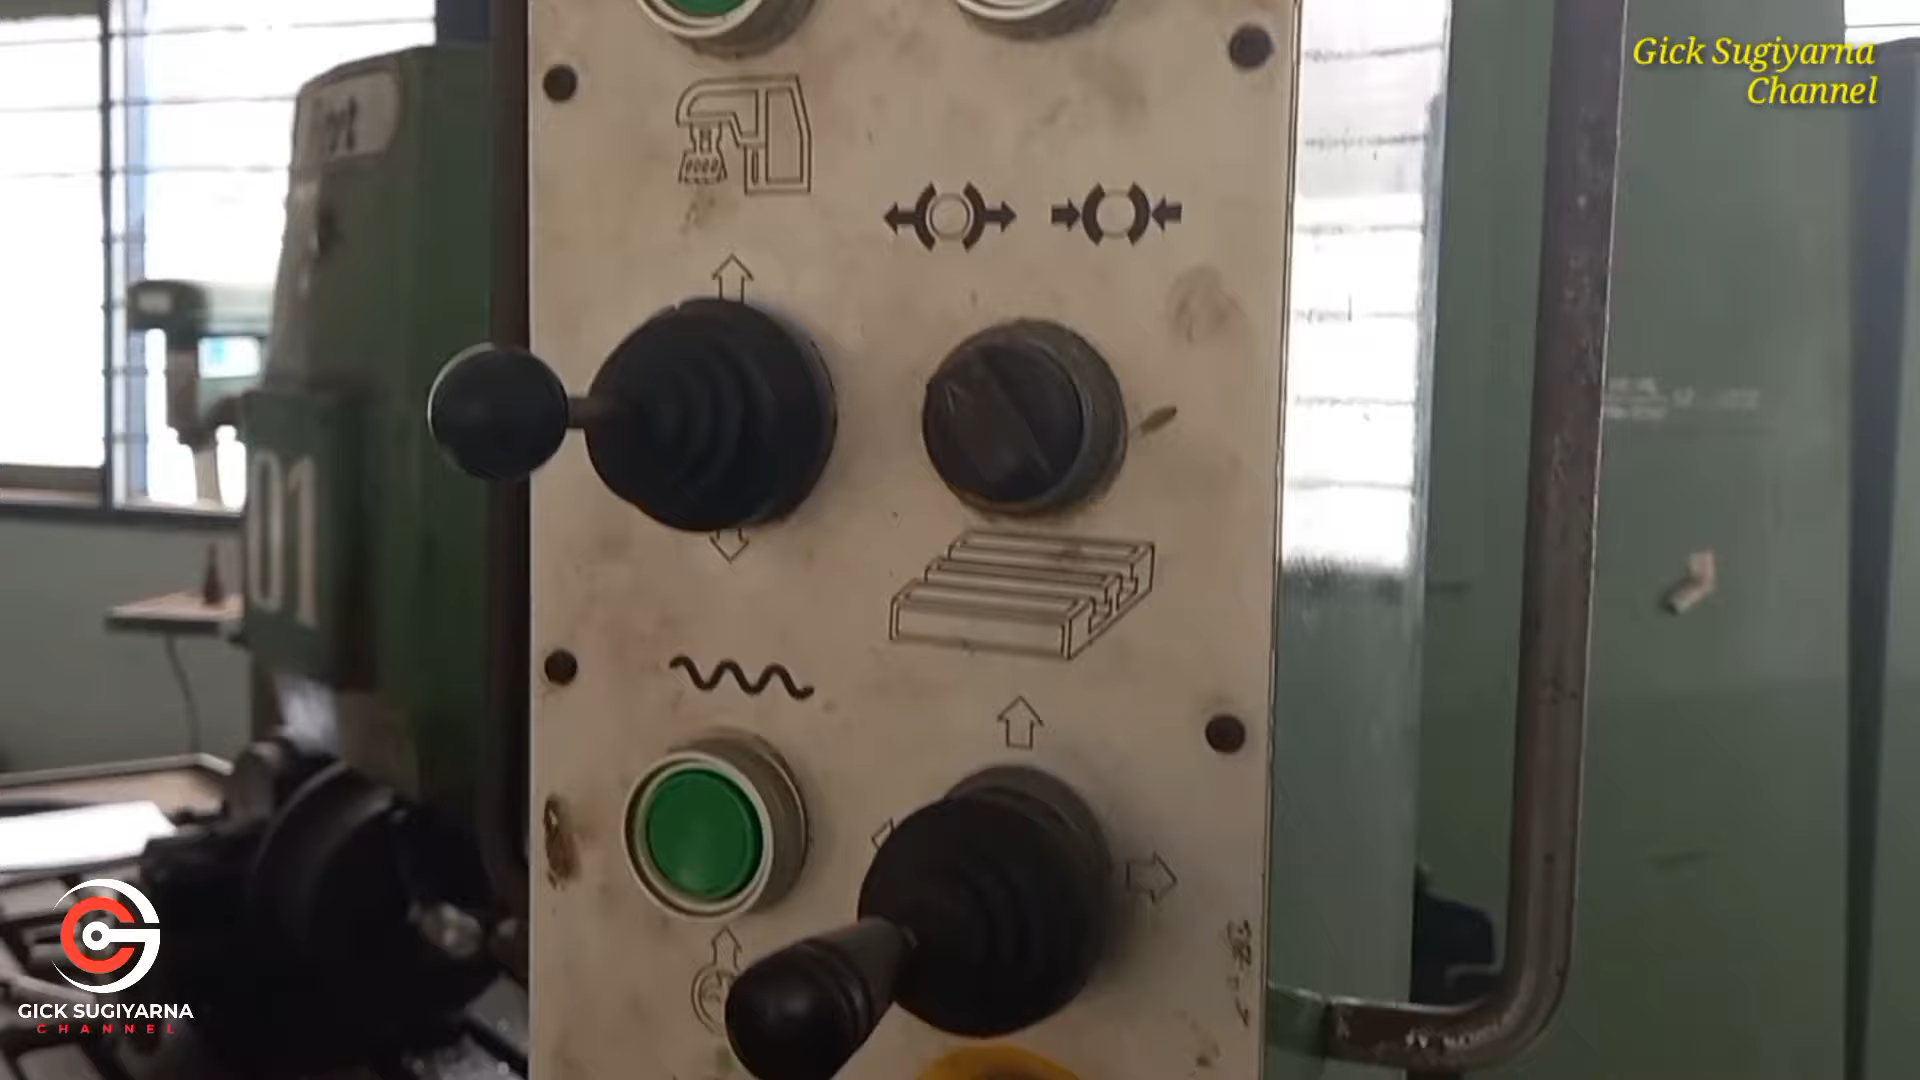 Gick Sugiyarna
Channel
01
GICK SUGIYARNA
CHANNEL